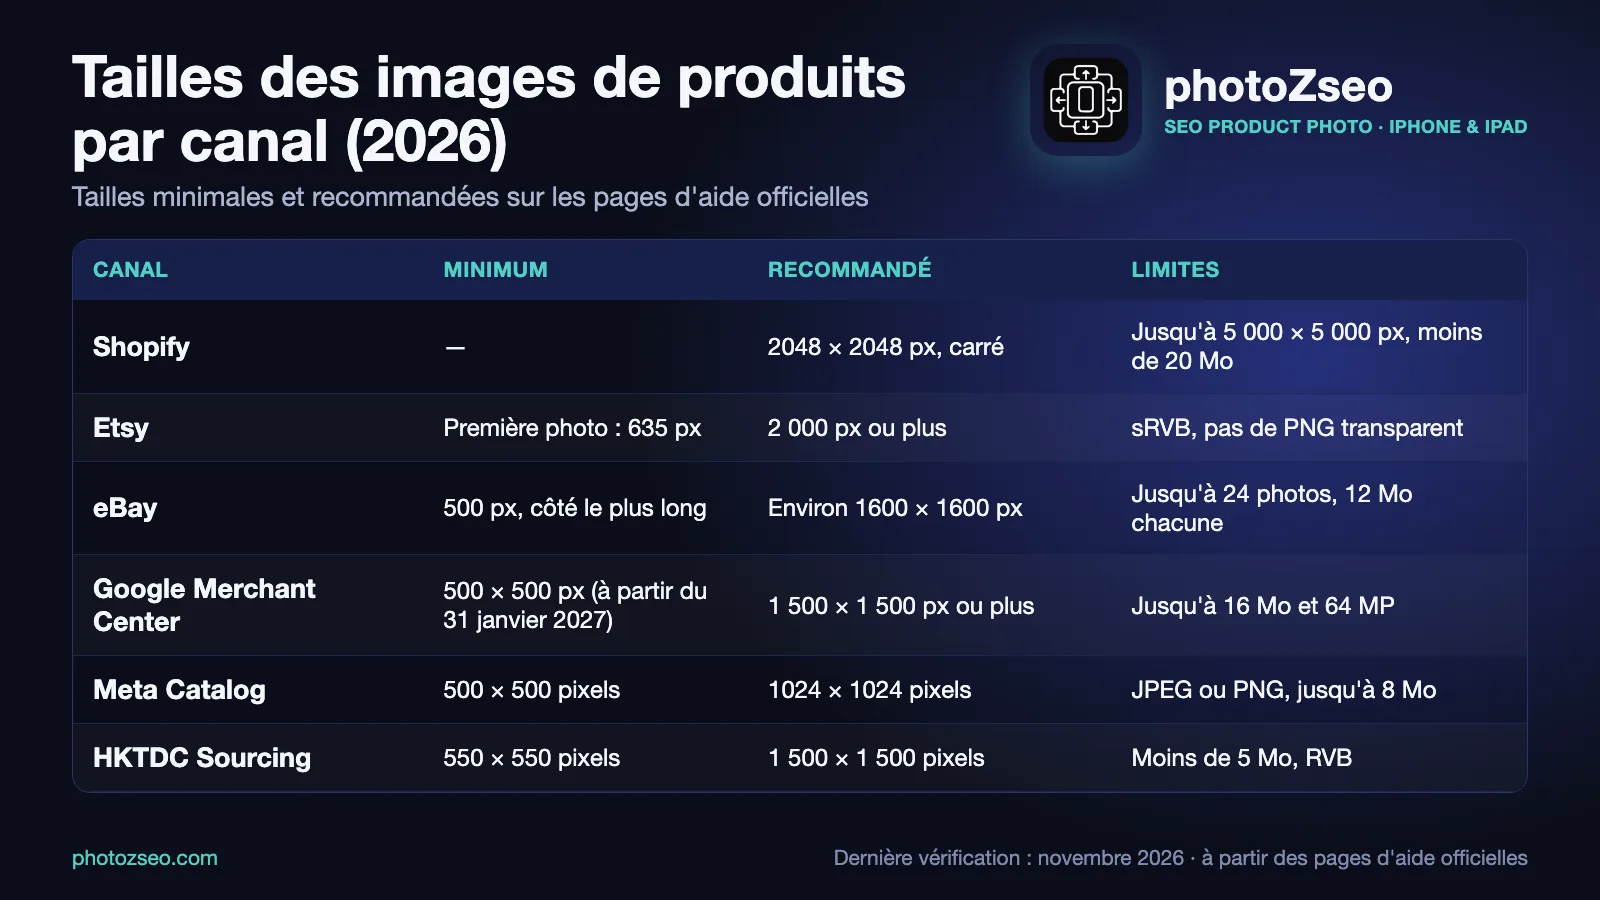 Tailles des images de produits
par canal (2026)
Tailles minimales et recommandées sur les pages d'aide officielles
photoZseo
SEO PRODUCT PHOTO · IPHONE & IPAD
CANAL MINIMUM RECOMMANDÉ LIMITES
Shopify — 2048 × 2048 px, carré Jusqu'à 5 000 × 5 000 px, moins
de 20 Mo
Etsy Première photo : 635 px 2 000 px ou plus sRVB, pas de PNG transparent
eBay 500 px, côté le plus long Environ 1600 × 1600 px Jusqu'à 24 photos, 12 Mo
chacune
Google Merchant
Center
500 × 500 px (à partir du
31 janvier 2027)
1 500 × 1 500 px ou plus
Jusqu'à 16 Mo et 64 MP
Meta Catalog 500 × 500 pixels 1024 × 1024 pixels JPEG ou PNG, jusqu'à 8 Mo
HKTDC Sourcing 550 × 550 pixels 1 500 × 1 500 pixels Moins de 5 Mo, RVB
photozseo.com
Dernière vérification : novembre 2026 · à partir des pages d'aide officielles